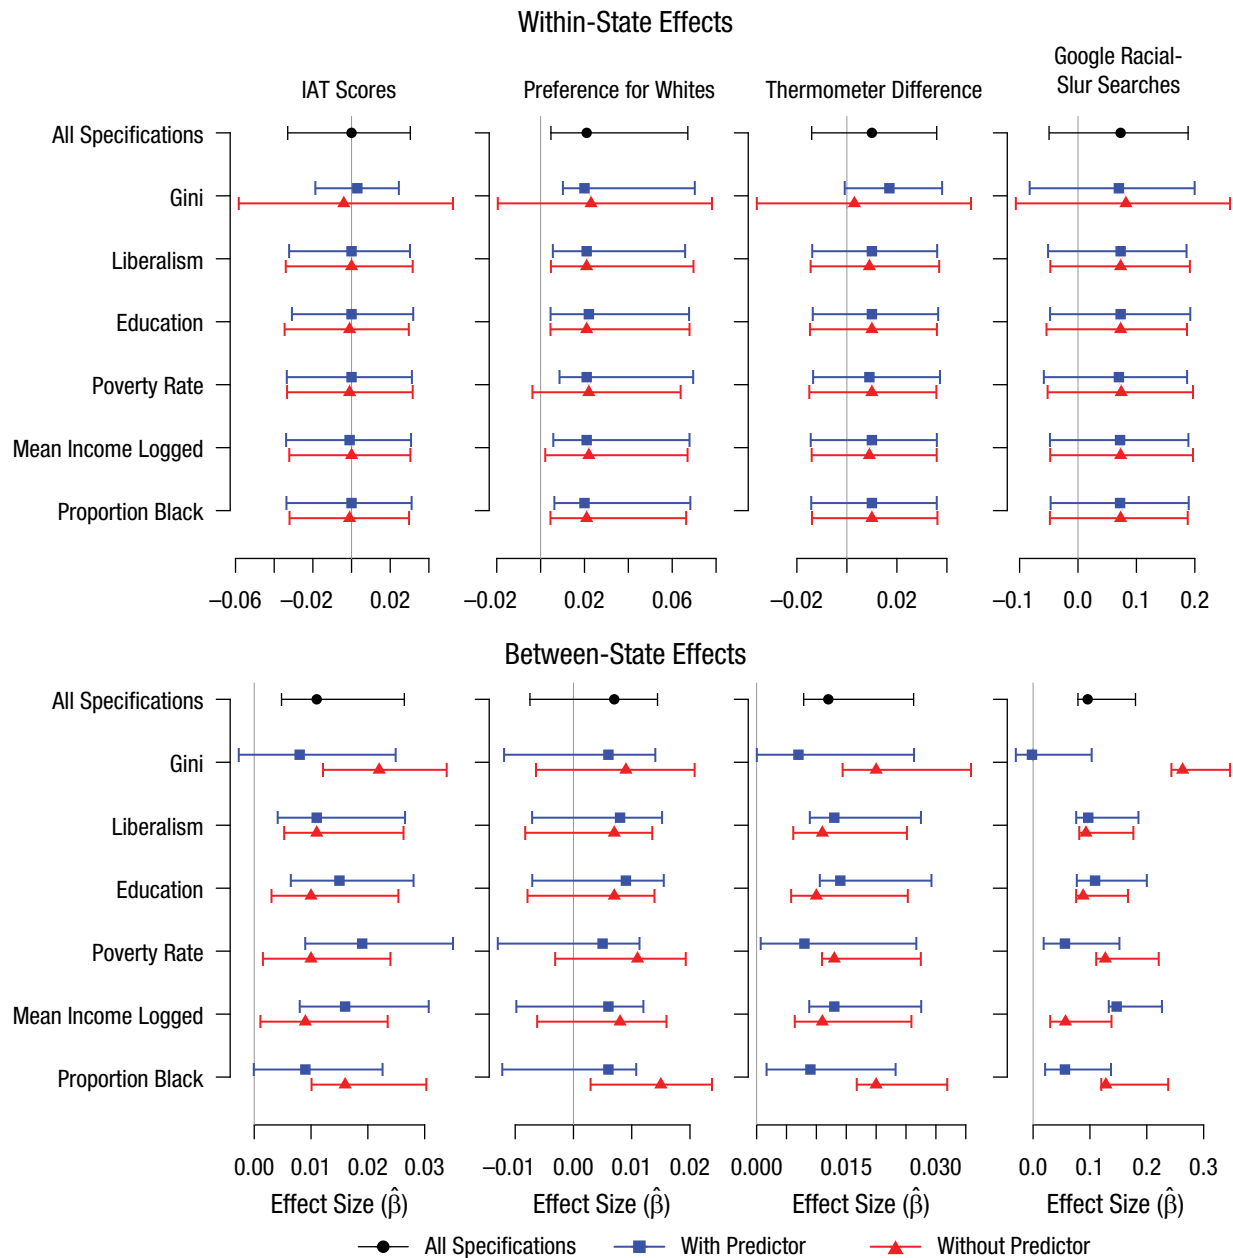 Within-State Effects
IAT Scores
Preference for Whites
Thermometer Difference
Google Racial-
Slur Searches
All Specifications
Gini
Liberalism
Education
Poverty Rate
Mean Income Logged
Proportion Black
–0.06 –0.02 0.02
–0.02 0.02 0.06
–0.02 0.02
–0.1 0.0 0.1 0.2
Between-State Effects
All Specifications
Gini
Liberalism
Education
Poverty Rate
Mean Income Logged
Proportion Black
0.00 0.01 0.02 0.03
–0.01 0.00 0.01 0.02
0.000 0.015 0.030
0.0 0.1 0.2 0.3
Effect Size (β̂)
Effect Size (β̂)
Effect Size (β̂)
Effect Size (β̂)
All Specifications
With Predictor
Without Predictor